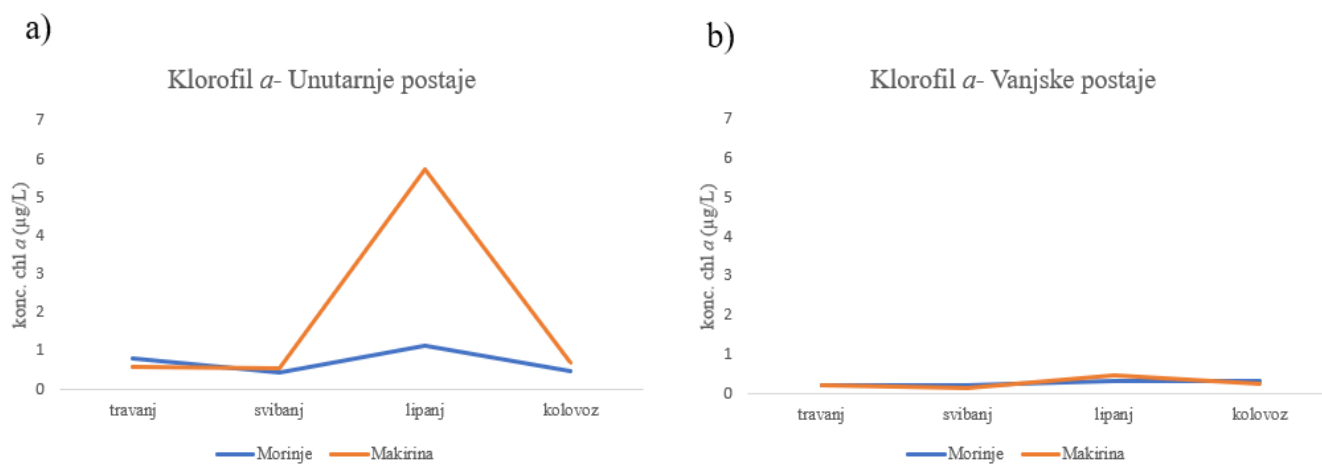 a)
Klorofil a- Unutarnje postaje
konc. chl a (µg/L)
7
6
5
4
3
2
1
0
travanj svibanj lipanj kolovoz
Morinje Makirina
b)
Klorofil a- Vanjske postaje
konc. chl a (µg/L)
7
6
5
4
3
2
1
0
travanj svibanj lipanj kolovoz
Morinje Makirina